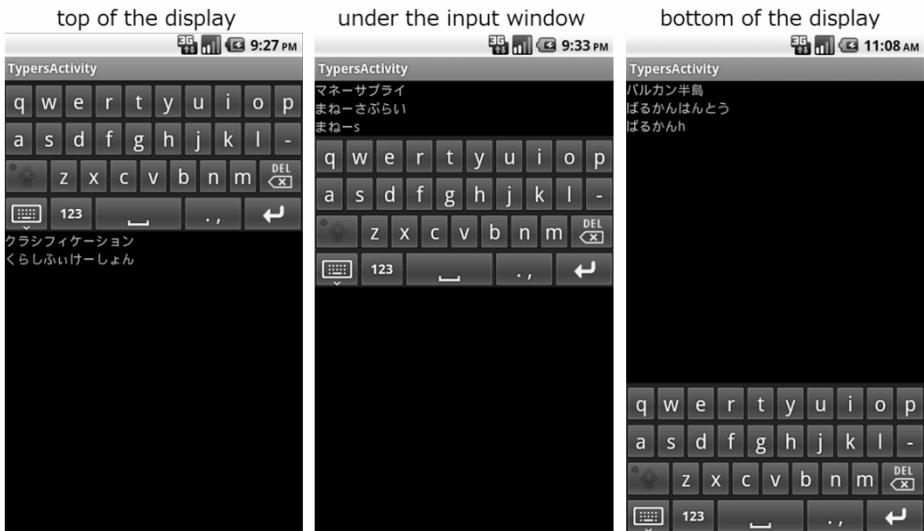 top of the display
3G 9:27 PM
TypersActivity
q w e r t y u i o p
a s d f g h j k l -
z x c v b n m DEL
123 . ,
クラシフィケーション
くらしふぃけーしょん
under the input window
3G 9:33 PM
TypersActivity
マネーサプライ
まねーさぷらい
まねーs
q w e r t y u i o p
a s d f g h j k l -
z x c v b n m DEL
123 . ,
bottom of the display
3G 11:08 AM
TypersActivity
バルカン半島
ばるかんはんとう
ばるかんh
q w e r t y u i o p
a s d f g h j k l -
z x c v b n m DEL
123 . ,